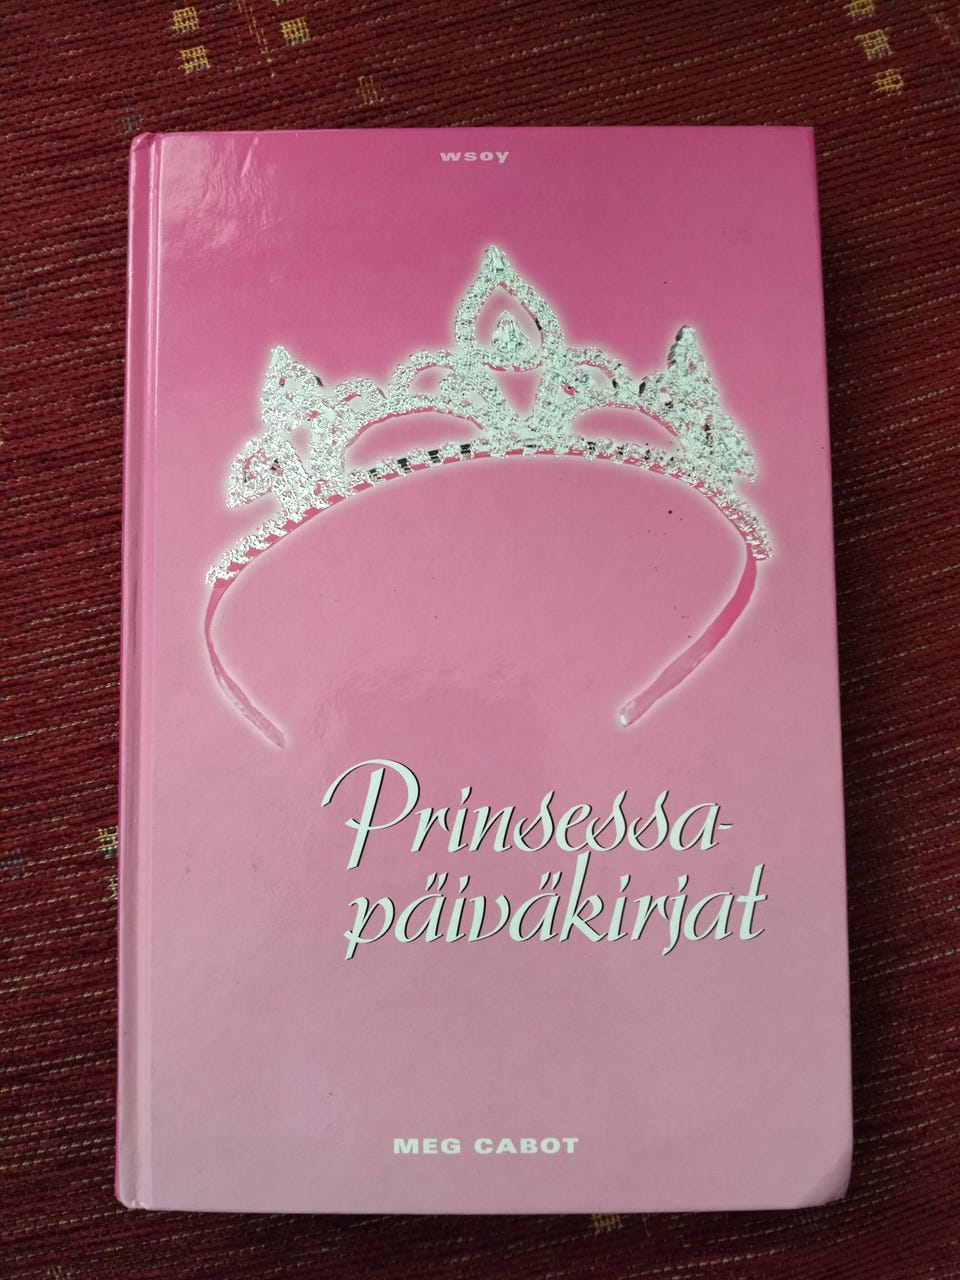 wsoy
Prinsessa-
päiväkirjat
MEG CABOT